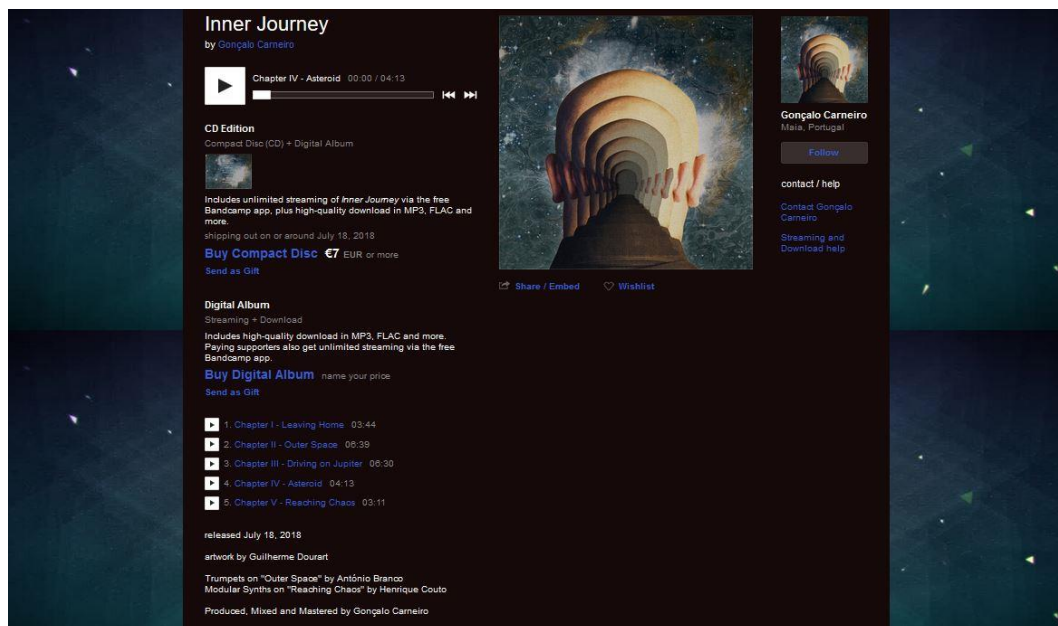 Inner Journey
by Gonçalo Carneiro
Chapter IV - Asteroid 00:00 / 04:13
CD Edition
Compact Disc (CD) + Digital Album
Includes unlimited streaming of Inner Journey via the free
Bandcamp app, plus high-quality download in MP3, FLAC and
more.
shipping out on or around July 18, 2018
Buy Compact Disc €7 EUR or more
Send as Gift
Digital Album
Streaming + Download
Includes high-quality download in MP3, FLAC and more.
Paying supporters also get unlimited streaming via the free
Bandcamp app.
Buy Digital Album name your price
Send as Gift
1. Chapter I - Leaving Home 03:44
2. Chapter II - Outer Space 06:39
3. Chapter III - Driving on Jupiter 06:30
4. Chapter IV - Asteroid 04:13
5. Chapter V - Reaching Chaos 03:11
released July 18, 2018
artwork by Guilherme Dourart
Trumpets on "Outer Space" by António Branco
Modular Synths on "Reaching Chaos" by Henrique Couto
Produced, Mixed and Mastered by Gonçalo Carneiro
Share / Embed Wishlist
Gonçalo Carneiro
Maia, Portugal
Follow
contact / help
Contact Gonçalo
Carneiro
Streaming and
Download help